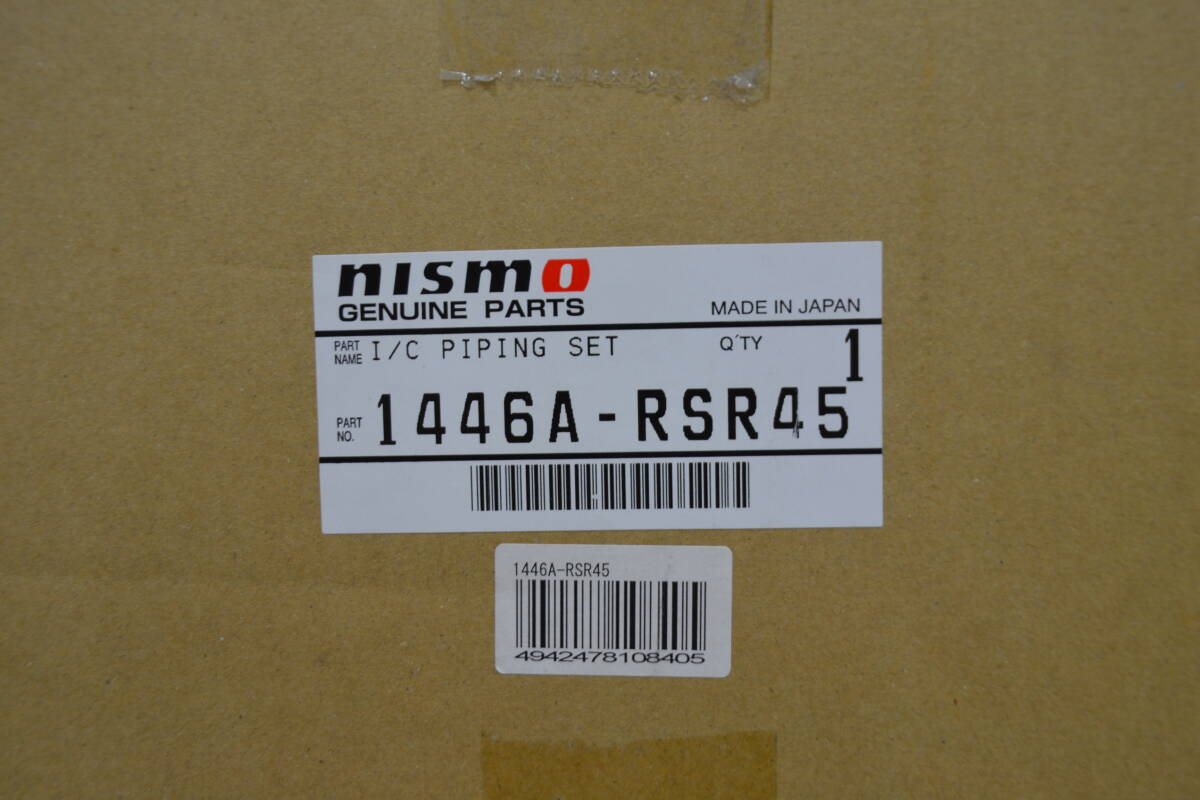 nismo
GENUINE PARTS
MADE IN JAPAN
PART NAME I/C PIPING SET Q'TY 1
PART NO. 1446A-RSR45
1446A-RSR45
4942478108405